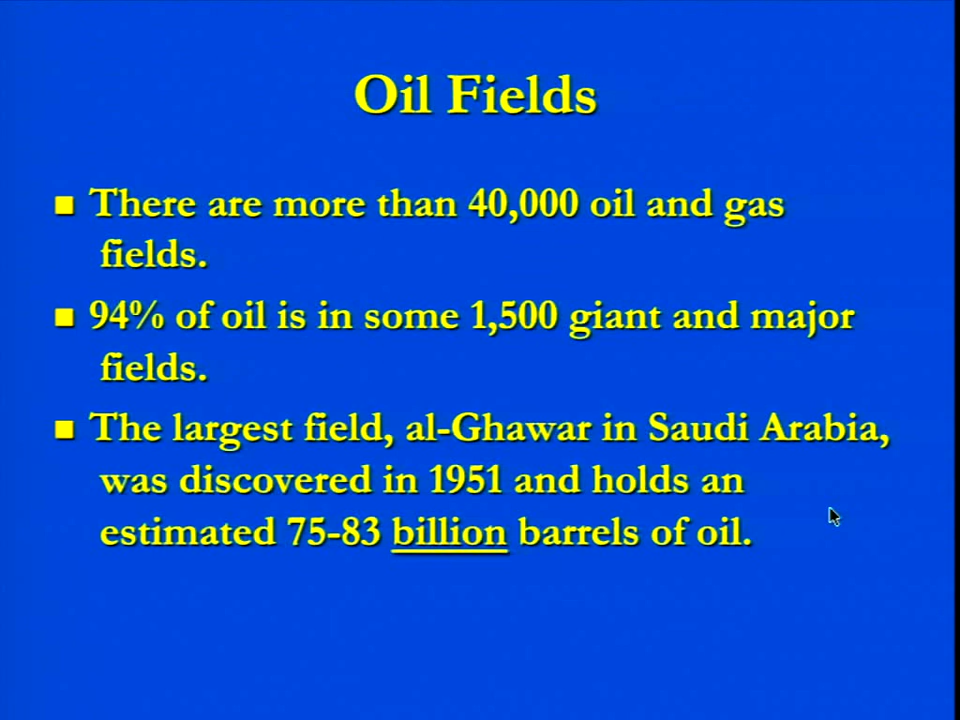 Oil Fields
■ There are more than 40,000 oil and gas
fields.
■ 94% of oil is in some 1,500 giant and major
fields.
■ The largest field, al-Ghawar in Saudi Arabia,
was discovered in 1951 and holds an
estimated 75-83 billion barrels of oil.